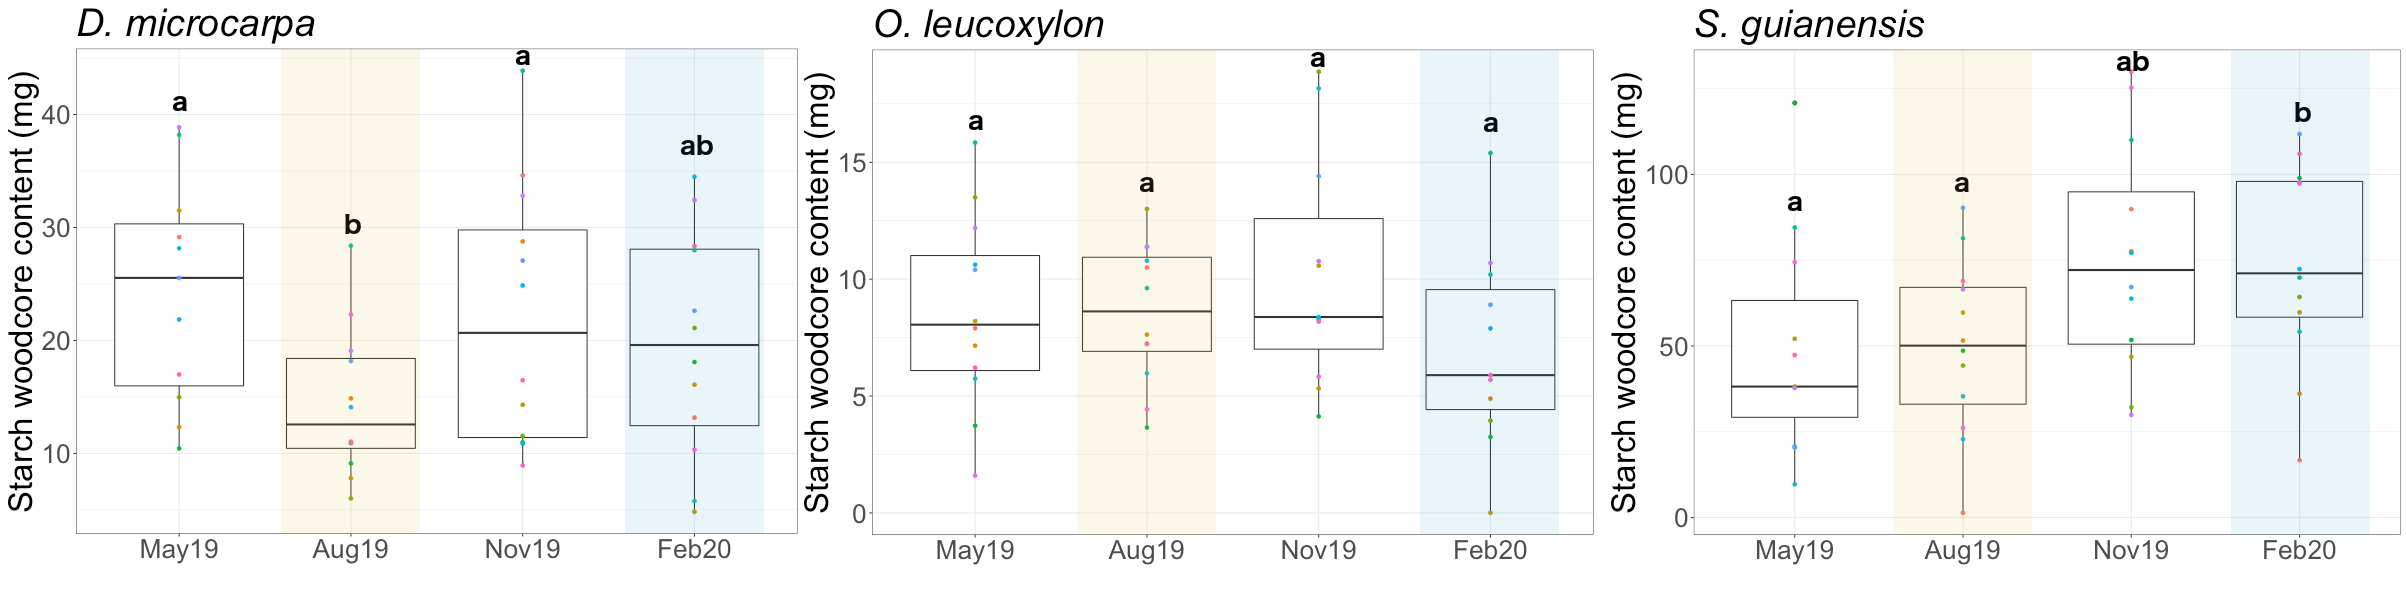 D. microcarpa
Starch woodcore content (mg)
40
30
20
10
a
b
a
ab
May19
Aug19
Nov19
Feb20
O. leucoxylon
Starch woodcore content (mg)
15
10
5
0
a
a
a
a
May19
Aug19
Nov19
Feb20
S. guianensis
Starch woodcore content (mg)
100
50
0
a
a
ab
b
May19
Aug19
Nov19
Feb20